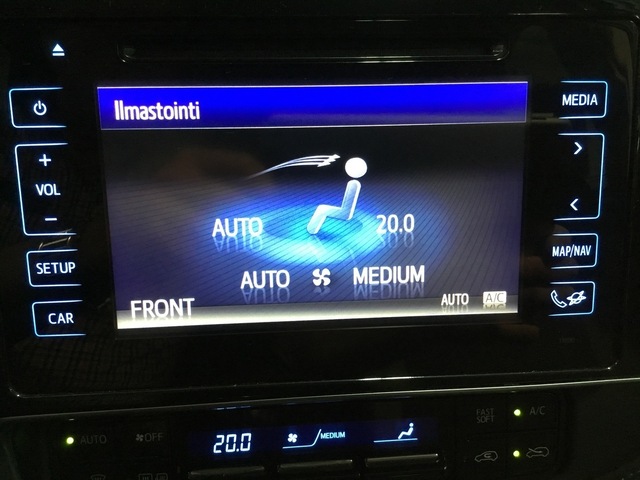 Ilmastointi
MEDIA
+
VOL
-
AUTO
20.0
AUTO MEDIUM
SETUP
MAP/NAV
FRONT
AUTO A/C
CAR
AUTO
OFF
20.0
MEDIUM
FAST
SOFT
A/C